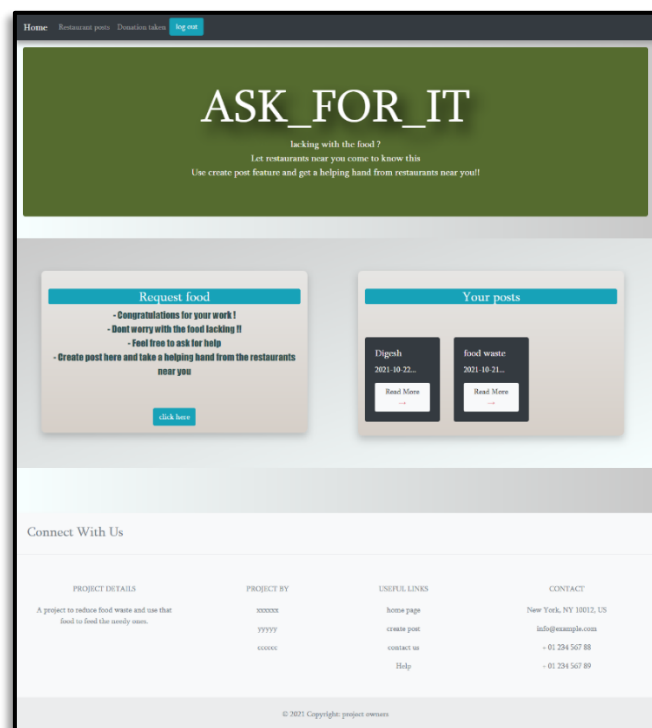 Home Restaurant posts Donation taken log out
ASK_FOR_IT
lacking with the food ?
Let restaurants near you come to know this
Use create post feature and get a helping hand from restaurants near you!!
Request food
- Congratulations for your work !
- Dont worry with the food lacking !!
- Feel free to ask for help
- Create post here and take a helping hand from the restaurants
near you
click here
Your posts
Digesh
2021-10-22...
Read More
→
food waste
2021-10-21...
Read More
→
Connect With Us
PROJECT DETAILS
A project to reduce food waste and use that
food to feed the needy ones.
PROJECT BY
xxxxxx
yyyyy
cccccc
USEFUL LINKS
home page
create post
contact us
Help
CONTACT
New York, NY 10012, US
info@example.com
+ 01 234 567 88
+ 01 234 567 89
© 2021 Copyright: project owners